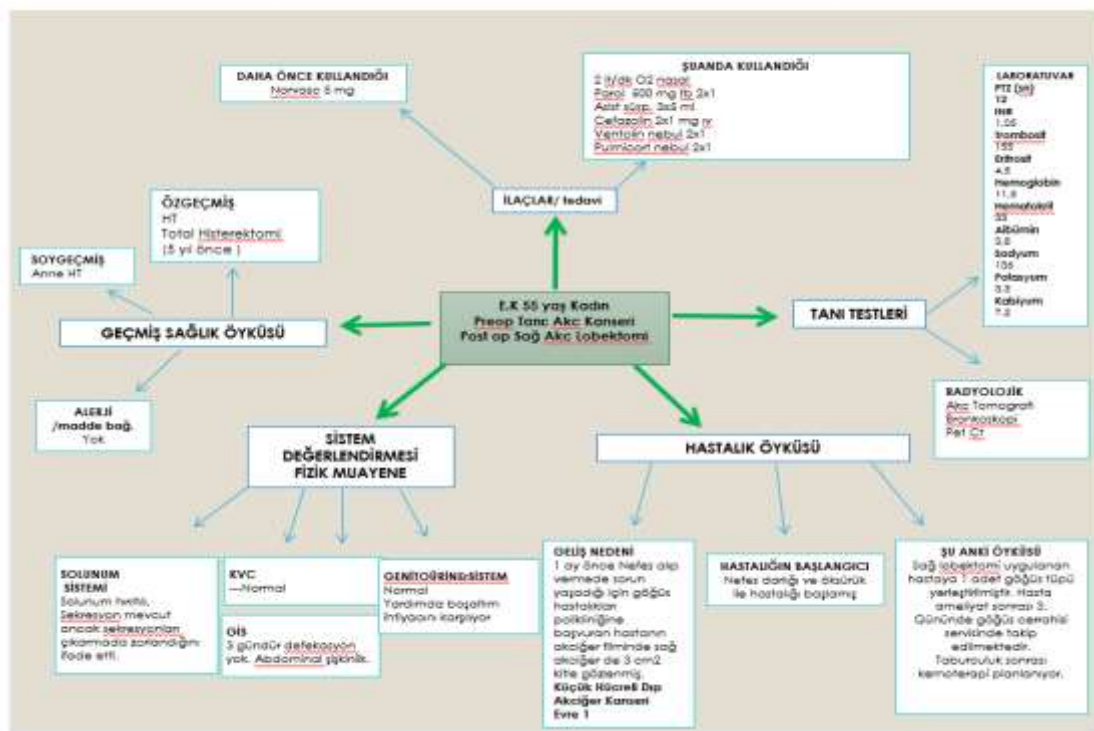 DAHA ÖNCE KULLANDIĞI
Norvasc 5 mg
ŞUANDA KULLANDIĞI
2 lt/dk O2 nazal
Parol 500 mg tb 2x1
Asist süsp. 3x5 ml
Cefazolin 2x1 mg iv
Ventolin nebul 2x1
Pulmicort nebul 2x1
LABORATUVAR
PTZ (sn)
12
INR
1.05
trombosit
155
Eritrosit
4.5
Hemoglobin
11.8
Hematokrit
33
Albümin
3.8
Sodyum
136
Potasyum
3.3
Kalsiyum
İLAÇLAR/ tedavi
ÖZGEÇMİŞ
HT
Total Histerektomi
(5 yıl önce )
SOYGEÇMİŞ
Anne HT
GEÇMİŞ SAĞLIK ÖYKÜSÜ
E.K 55 yaş Kadın
Preop Tanı: Akc Kanseri
Post op Sağ Akc Lobektomi
TANI TESTLERİ
ALERJİ
/madde bağ.
Yok
RADYOLOJİK
Akc Tomografi
Bronkoskopi
Pet CT
SİSTEM
DEĞERLENDİRMESİ
FİZİK MUAYENE
HASTALIK ÖYKÜSÜ
SOLUNUM
SİSTEMİ
Solunum hırıltılı,
Sekresyon mevcut
ancak sekresyonları
çıkarmada zorlandığını
ifade etti.
KVC
—Normal
GİS
3 gündür defekasyon
yok. Abdominal şişkinlik.
GENİTOÜRİNER SİSTEM
Normal
Yardımda boşaltım
ihtiyacını karşılıyor
GELİŞ NEDENİ
1 ay önce Nefes alıp
vermede sorun
yaşadığı için göğüs
hastalıkları
polikliniğine
başvuran hastanın
akciğer filminde sağ
akciğer de 3 cm2
kitle gözlenmiş.
Küçük Hücreli Dışı
Akciğer Kanseri
Evre 1
HASTALIĞIN BAŞLANGICI
Nefes darlığı ve öksürük
ile hastalığı başlamış
ŞU ANKİ ÖYKÜSÜ
Sağ lobektomi uygulanan
hastaya 1 adet göğüs tüpü
yerleştirilmiştir. Hasta
ameliyat sonrası 3.
Gününde göğüs cerrahisi
servisinde takip
edilmektedir.
Taburculuk sonrası
kemoterapi planlanıyor.